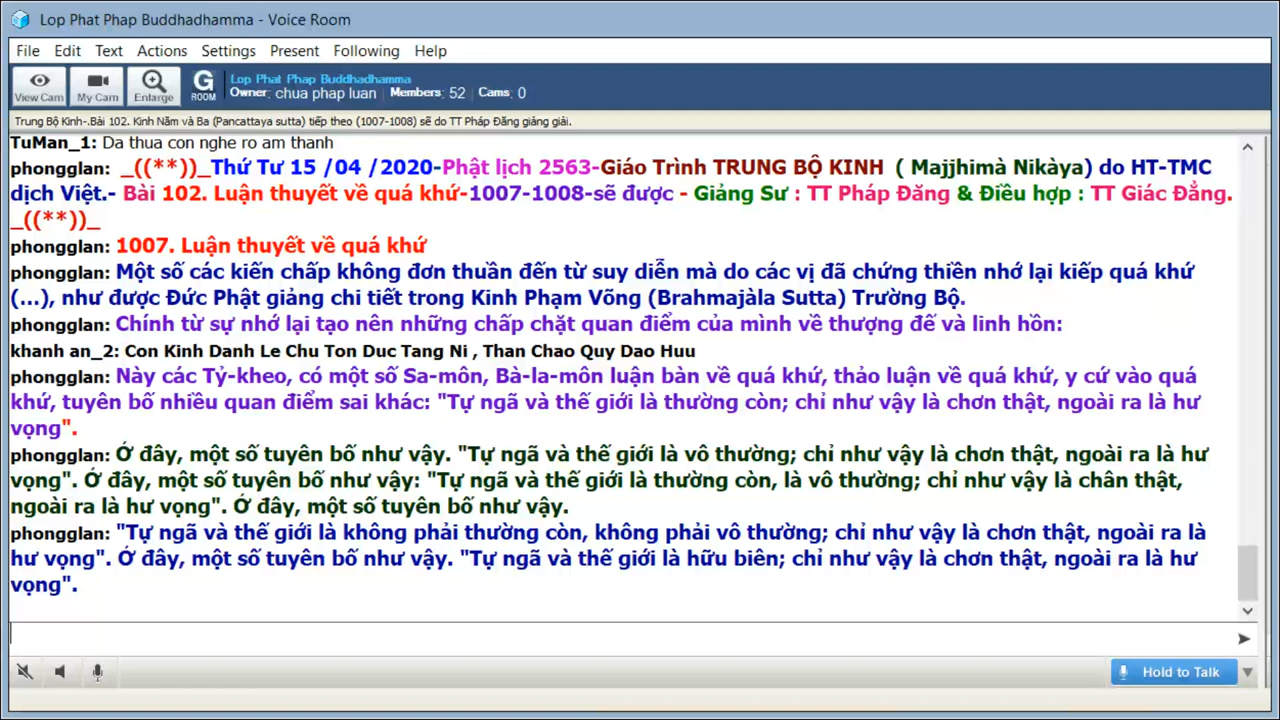 Lop Phat Phap Buddhadhamma - Voice Room
File Edit Text Actions Settings Present Following Help
View Cam My Cam Enlarge G ROOM
Lop Phat Phap Buddhadhamma
Owner: chua phap luan Members: 52 Cams: 0
Trung Bộ Kinh-.Bài 102. Kinh Năm và Ba (Pancattaya sutta) tiếp theo (1007-1008) sẽ do TT Pháp Đăng giảng giải.
TuMan_1: Da thua con nghe ro am thanh
phongglan: _((**))_Thứ Tư 15 /04 /2020-Phật lịch 2563-Giáo Trình TRUNG BỘ KINH ( Majjhimà Nikàya) do HT-TMC
dịch Việt.- Bài 102. Luận thuyết về quá khứ-1007-1008-sẽ được - Giảng Sư : TT Pháp Đăng & Điều hợp : TT Giác Đẳng.
_((**))_
phongglan: 1007. Luận thuyết về quá khứ
phongglan: Một số các kiến chấp không đơn thuần đến từ suy diễn mà do các vị đã chứng thiền nhớ lại kiếp quá khứ
(...), như được Đức Phật giảng chi tiết trong Kinh Phạm Võng (Brahmajàla Sutta) Trường Bộ.
phongglan: Chính từ sự nhớ lại tạo nên những chấp chặt quan điểm của mình về thượng đế và linh hồn:
khanh an_2: Con Kinh Danh Le Chu Ton Duc Tang Ni , Than Chao Quy Dao Huu
phongglan: Này các Tỷ-kheo, có một số Sa-môn, Bà-la-môn luận bàn về quá khứ, thảo luận về quá khứ, y cứ vào quá
khứ, tuyên bố nhiều quan điểm sai khác: "Tự ngã và thế giới là thường còn; chỉ như vậy là chơn thật, ngoài ra là hư
vọng".
phongglan: Ở đây, một số tuyên bố như vậy. "Tự ngã và thế giới là vô thường; chỉ như vậy là chơn thật, ngoài ra là hư
vọng". Ở đây, một số tuyên bố như vậy: "Tự ngã và thế giới là thường còn, là vô thường; chỉ như vậy là chân thật,
ngoài ra là hư vọng". Ở đây, một số tuyên bố như vậy.
phongglan: "Tự ngã và thế giới là không phải thường còn, không phải vô thường; chỉ như vậy là chơn thật, ngoài ra là
hư vọng". Ở đây, một số tuyên bố như vậy. "Tự ngã và thế giới là hữu biên; chỉ như vậy là chơn thật, ngoài ra là hư
vọng".
Hold to Talk